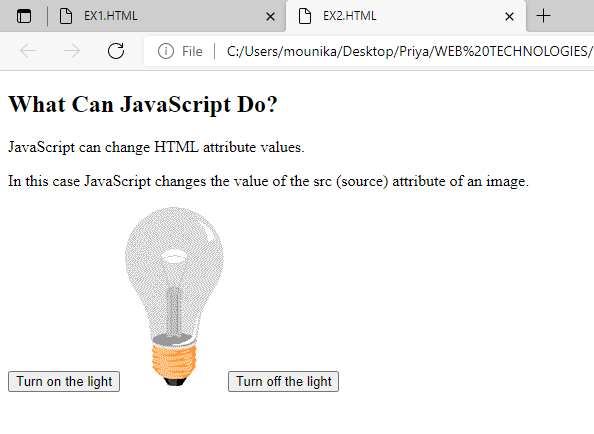 EX1.HTML
EX2.HTML
File
C:/Users/mounika/Desktop/Priya/WEB%20TECHNOLOGIES/
What Can JavaScript Do?
JavaScript can change HTML attribute values.
In this case JavaScript changes the value of the src (source) attribute of an image.
Turn on the light
Turn off the light